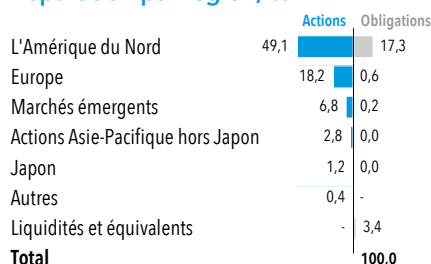 Actions Obligations
L'Amérique du Nord 49,1 17,3
Europe 18,2 0,6
Marchés émergents 6,8 0,2
Actions Asie-Pacifique hors Japon 2,8 0,0
Japon 1,2 0,0
Autres 0,4 -
Liquidités et équivalents - 3,4
Total 100,0